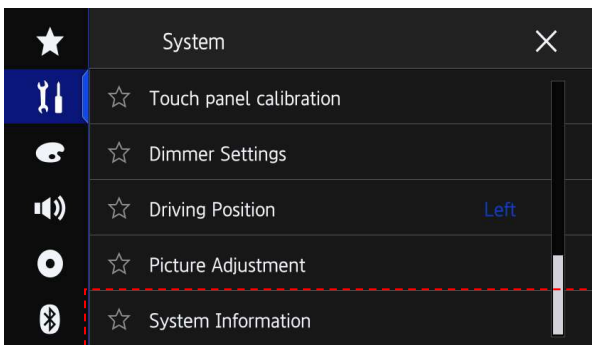 System
Touch panel calibration
Dimmer Settings
Driving Position Left
Picture Adjustment
System Information